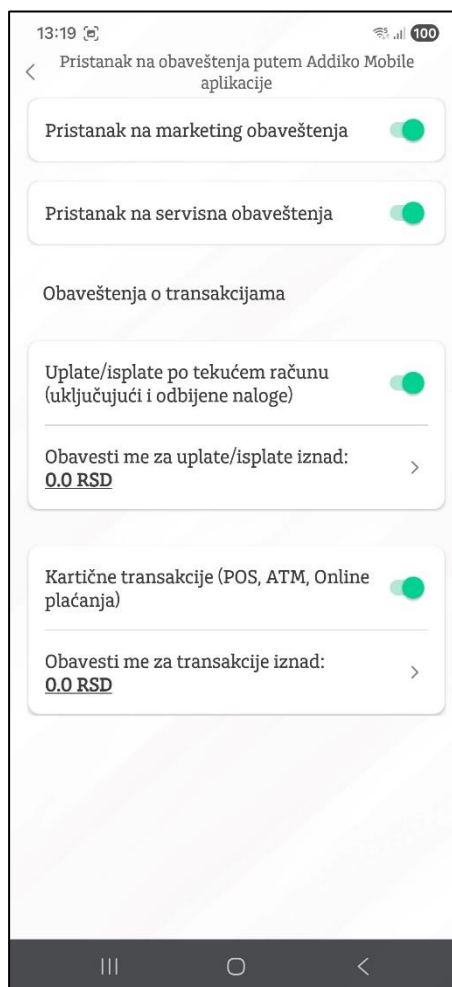 13:19
100
Pristanak na obaveštenja putem Addiko Mobile
aplikacije
Pristanak na marketing obaveštenja
Pristanak na servisna obaveštenja
Obaveštenja o transakcijama
Uplate/isplate po tekućem računu
(uključujući i odbijene naloge)
Obavesti me za uplate/isplate iznad:
0.0 RSD
Kartične transakcije (POS, ATM, Online
plaćanja)
Obavesti me za transakcije iznad:
0.0 RSD